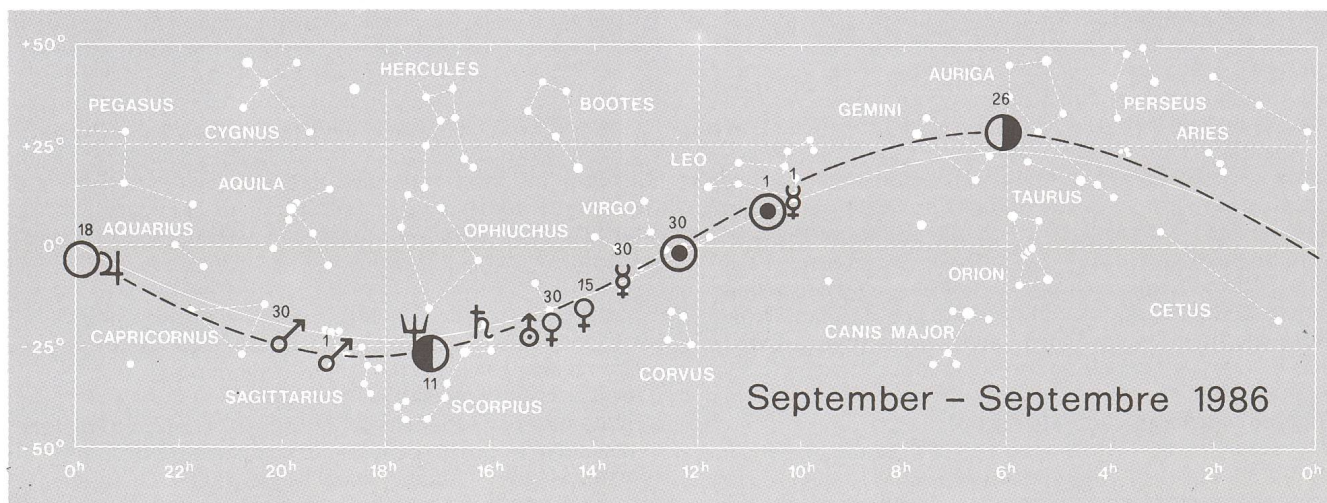 +50°
HERCULES
AURIGA
PEGASUS
BOOTES
26
GEMINI
PERSEUS
CYGNUS
ARIES
+25°
LEO
AQUILA
1
1
TAURUS
VIRGO
AQUARIUS
OPHIUCHUS
30
18
0°
30
ORION
30
15
30
CETUS
CAPRICORNUS
1
CANIS MAJOR
-25°
11
CORVUS
SAGITTARIUS
SCORPIUS
September – Septembre 1986
-50°
0h 22h 20h 18h 16h 14h 12h 10h 8h 6h 4h 2h 0h